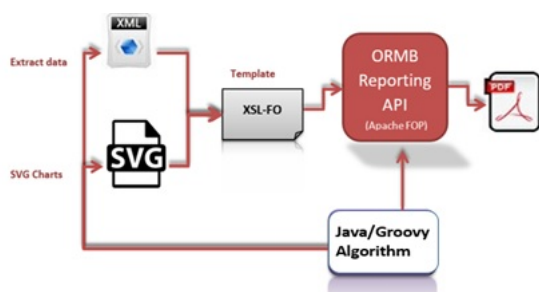 XML
Extract data
Template
XSL-FO
ORMB
Reporting
API
(Apache FOP)
PDF
SVG
SVG Charts
Java/Groovy
Algorithm